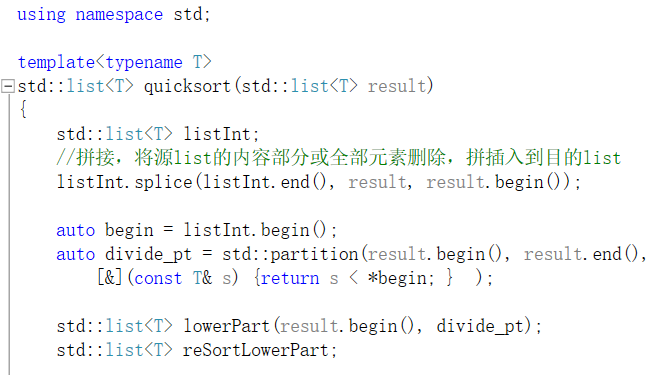 using namespace std;
template<typename T>
std::list<T> quicksort(std::list<T> result)
{
std::list<T> listInt;
//拼接，将源list的内容部分或全部元素删除，拼插入到目的list
listInt.splice(listInt.end(), result, result.begin());
auto begin = listInt.begin();
auto divide_pt = std::partition(result.begin(), result.end(),
[&](const T& s) {return s < *begin; }  );
std::list<T> lowerPart(result.begin(), divide_pt);
std::list<T> reSortLowerPart;